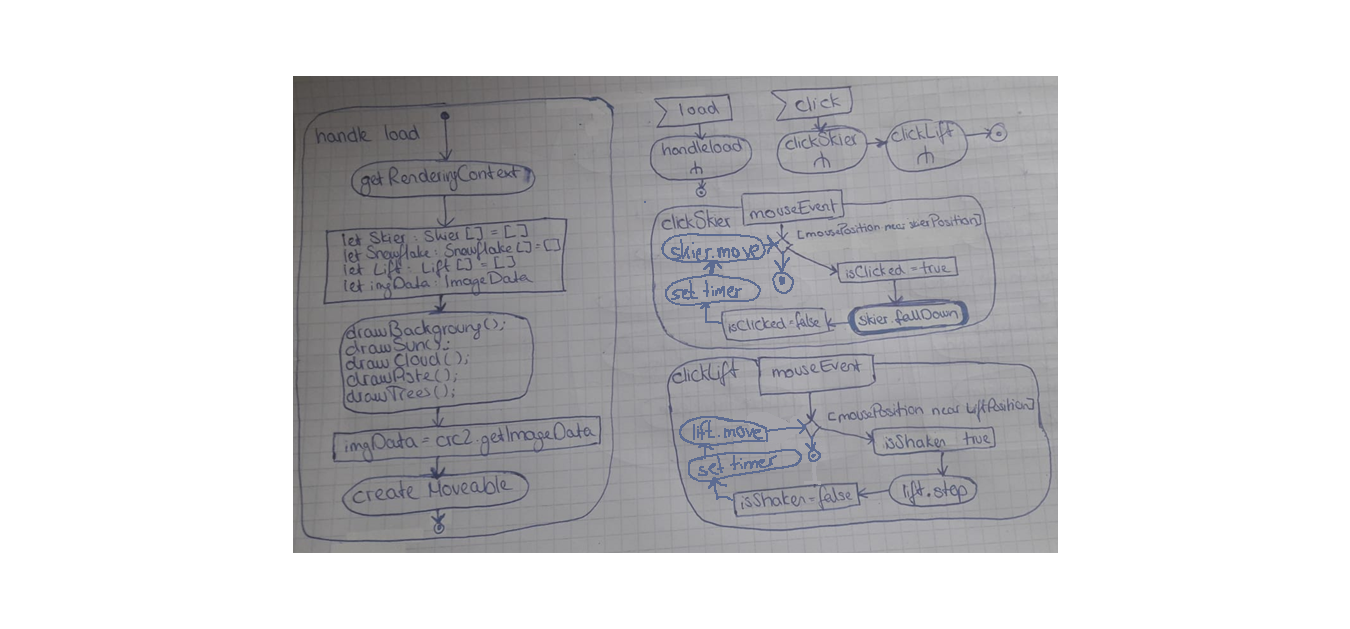 handle load
getRenderingContext
let Skier : Skier [] = []
let Snowflake : Snowflake [] = []
let Lift : Lift [] = []
let imgData : ImageData
drawBackgroung();
drawSun();
drawCloud();
drawPiste();
drawTrees();
imgData = crc2.getImageData
create Moveable
load
handleload
click
clickSkier
clickLift
clickSkier
mouseEvent
[mousePosition near skierPosition]
skier.move
isClicked = true
set timer
isClicked = false
skier.fallDown
clickLift
mouseEvent
[mousePosition near LiftPosition]
lift.move
isShaken true
set timer
isShaken = false
lift.stop